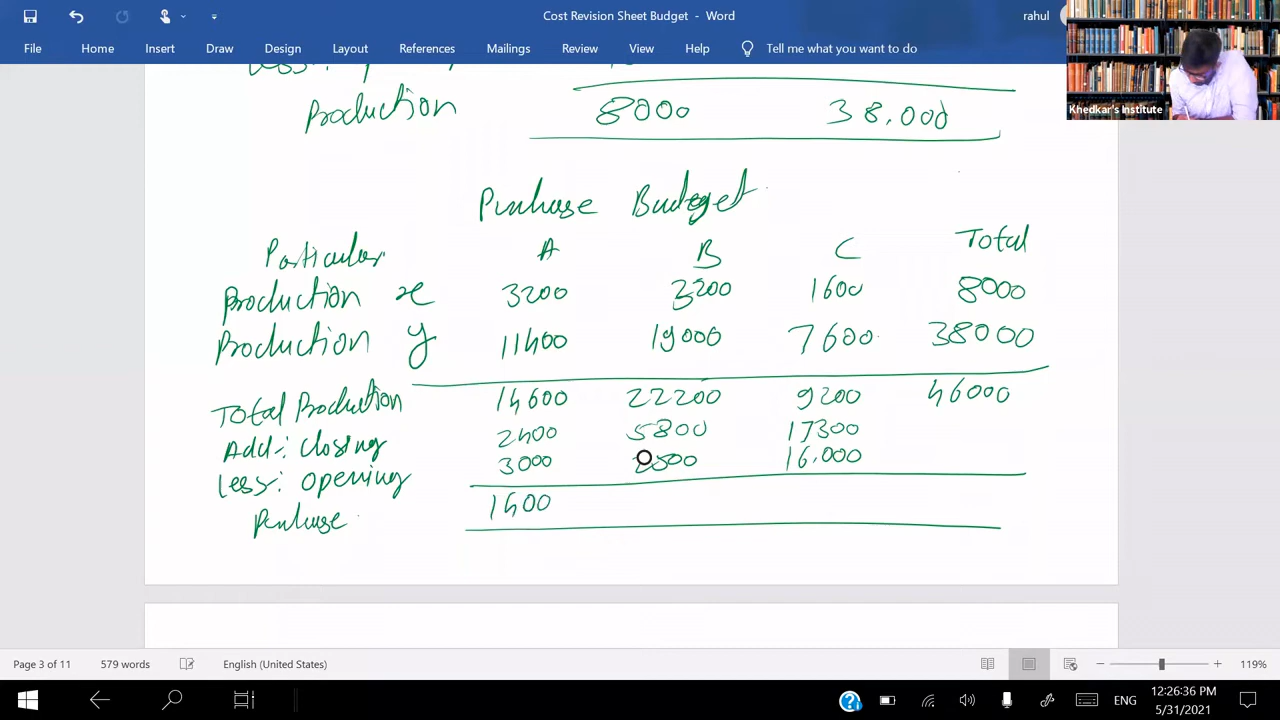 Cost Revision Sheet Budget - Word
rahul
File Home Insert Draw Design Layout References Mailings Review View Help Tell me what you want to do
Khedkar's Institute
Production 8000 38,000
Purchase Budget
Particular A B C Total
Production x 3200 3200 1600 8000
Production y 11400 19000 7600 38000
Total Production 14600 22200 9200 46000
Add:- Closing 2400 5800 17300
Less: opening 3000 16,000
Purchase 1400
Page 3 of 11 579 words English (United States) 119%
ENG 12:26:36 PM
5/31/2021